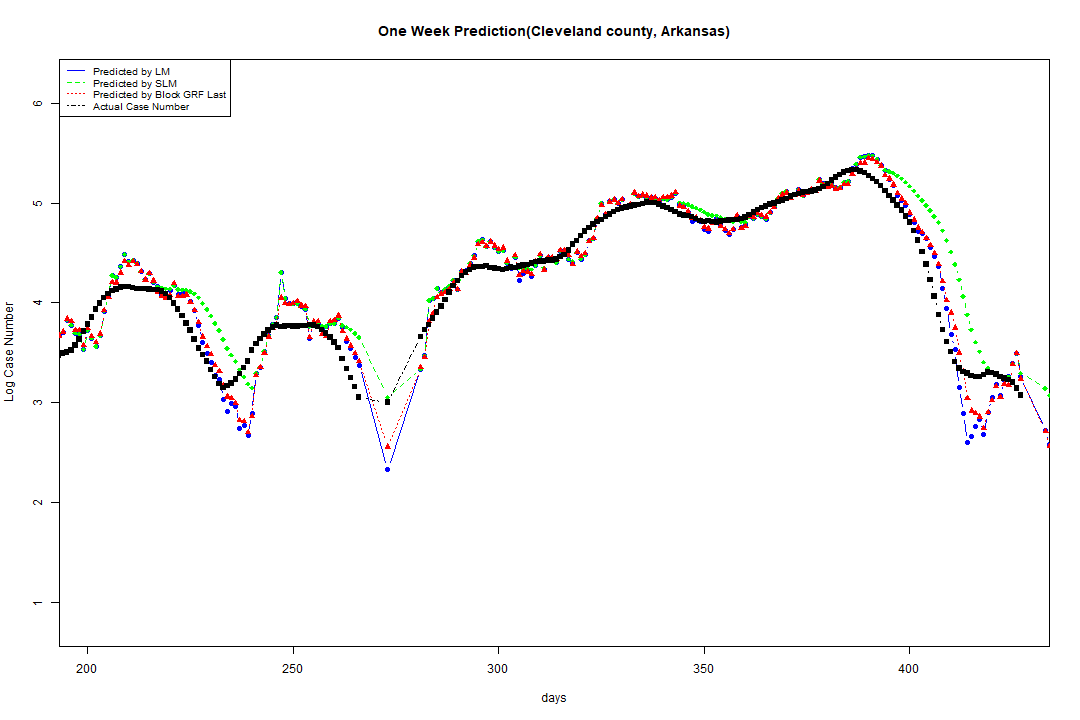 One Week Prediction(Cleveland county, Arkansas)
Predicted by LM
Predicted by SLM
Predicted by Block GRF Last
Actual Case Number
Log Case Number
6
5
4
3
2
1
200 250 300 350 400
days